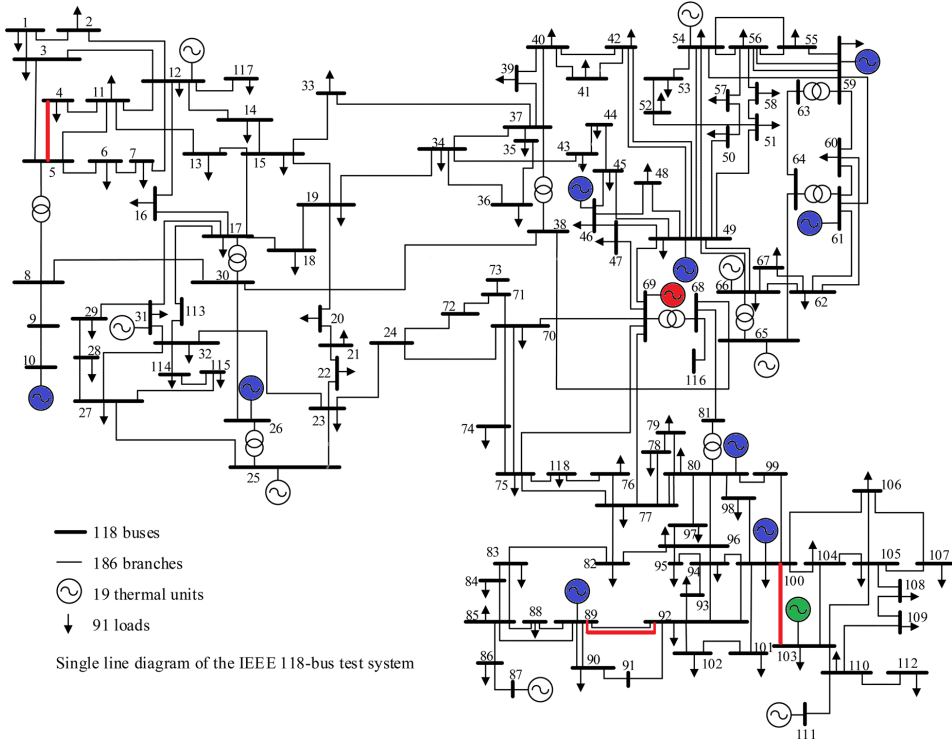 1 2 40 42 54 56 55
3 12 117 33 39 59
4 11 41 53 57 58 63
14 37 44 52 51
13 15 34 35 43 45 50 60
5 6 7 48 64
16 19 36 46 49 61
17 18 38 47 67
8 30 73 69 68 66 62
29 31 113 72 71
9 32 20 24 70 65
28 114 115 21 116
10 22
27 26 23 81
25 74 79 78 80 99
75 118 76 77 98 106
118 buses
83 82 97 96 95 94 100 104 105 107
186 branches
84 108
19 thermal units
85 88 89 92 93 109
91 loads
103
86 90 91 102 101 110 112
Single line diagram of the IEEE 118-bus test system
87
111